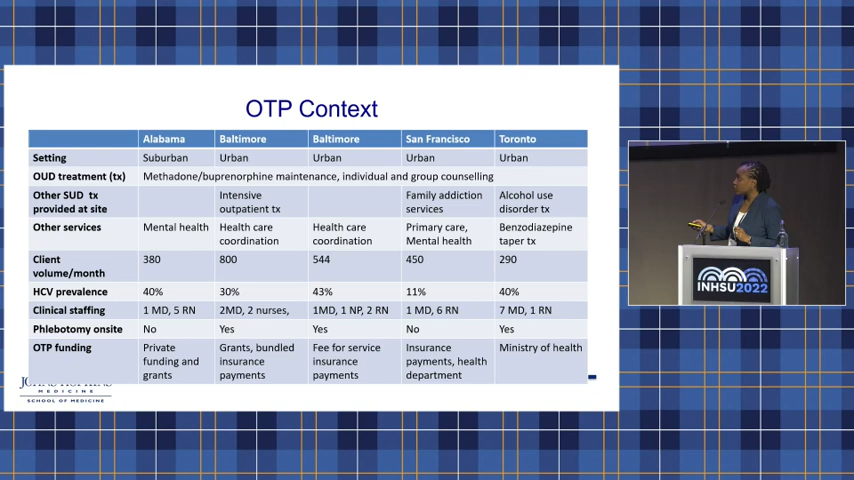 OTP Context
Alabama Baltimore Baltimore San Francisco Toronto
Setting Suburban Urban Urban Urban Urban
OUD treatment (tx) Methadone/buprenorphine maintenance, individual and group counselling
Other SUD tx Intensive Family addiction Alcohol use
provided at site outpatient tx services disorder tx
Other services Mental health Health care Health care Primary care, Benzodiazepine
coordination coordination Mental health taper tx
Client 380 800 544 450 290
volume/month
HCV prevalence 40% 30% 43% 11% 40%
Clinical staffing 1 MD, 5 RN 2MD, 2 nurses, 1MD, 1 NP, 2 RN 1 MD, 6 RN 7 MD, 1 RN
Phlebotomy onsite No Yes Yes No Yes
OTP funding Private Grants, bundled Fee for service Insurance Ministry of health
funding and insurance insurance payments, health
grants payments payments department
JOHNS HOPKINS
MEDICINE
SCHOOL OF MEDICINE
INHSU2022